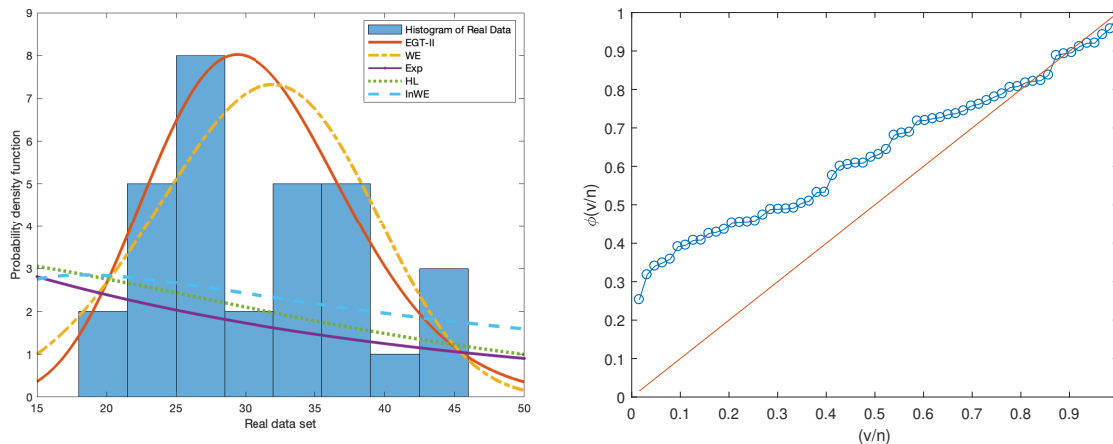 Probability density function
9
8
7
6
5
4
3
2
1
0
15 20 25 30 35 40 45 50
Real data set
Histogram of Real Data
EGT-II
WE
Exp
HL
InWE
ϕ(v/n)
1
0.9
0.8
0.7
0.6
0.5
0.4
0.3
0.2
0.1
0
0 0.1 0.2 0.3 0.4 0.5 0.6 0.7 0.8 0.9
(v/n)